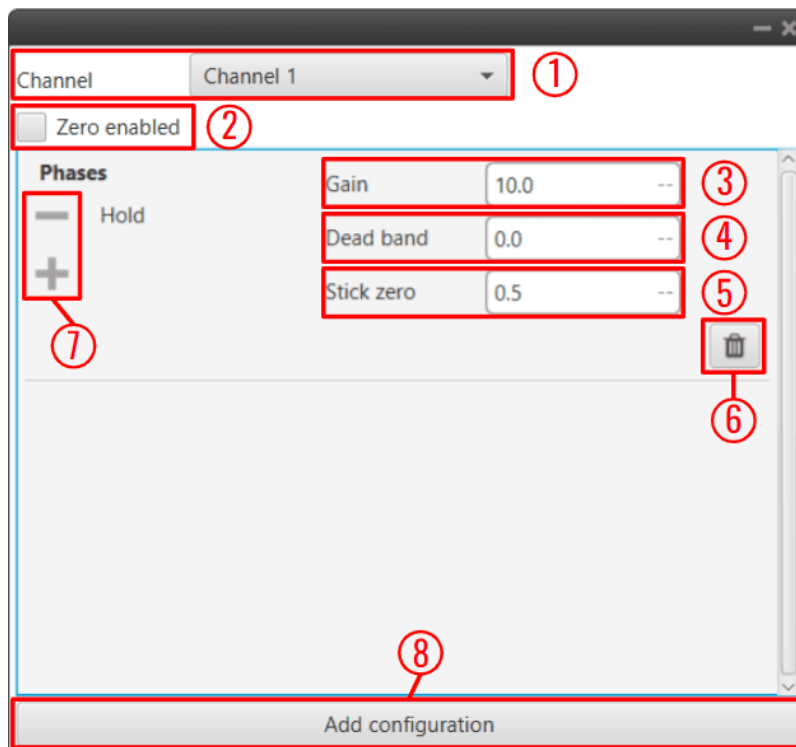 Channel Channel 1 ①
Zero enabled ②
Phases
Gain 10.0 -- ③
Hold
Dead band 0.0 -- ④
Stick zero 0.5 -- ⑤
⑦
⑥
⑧
Add configuration